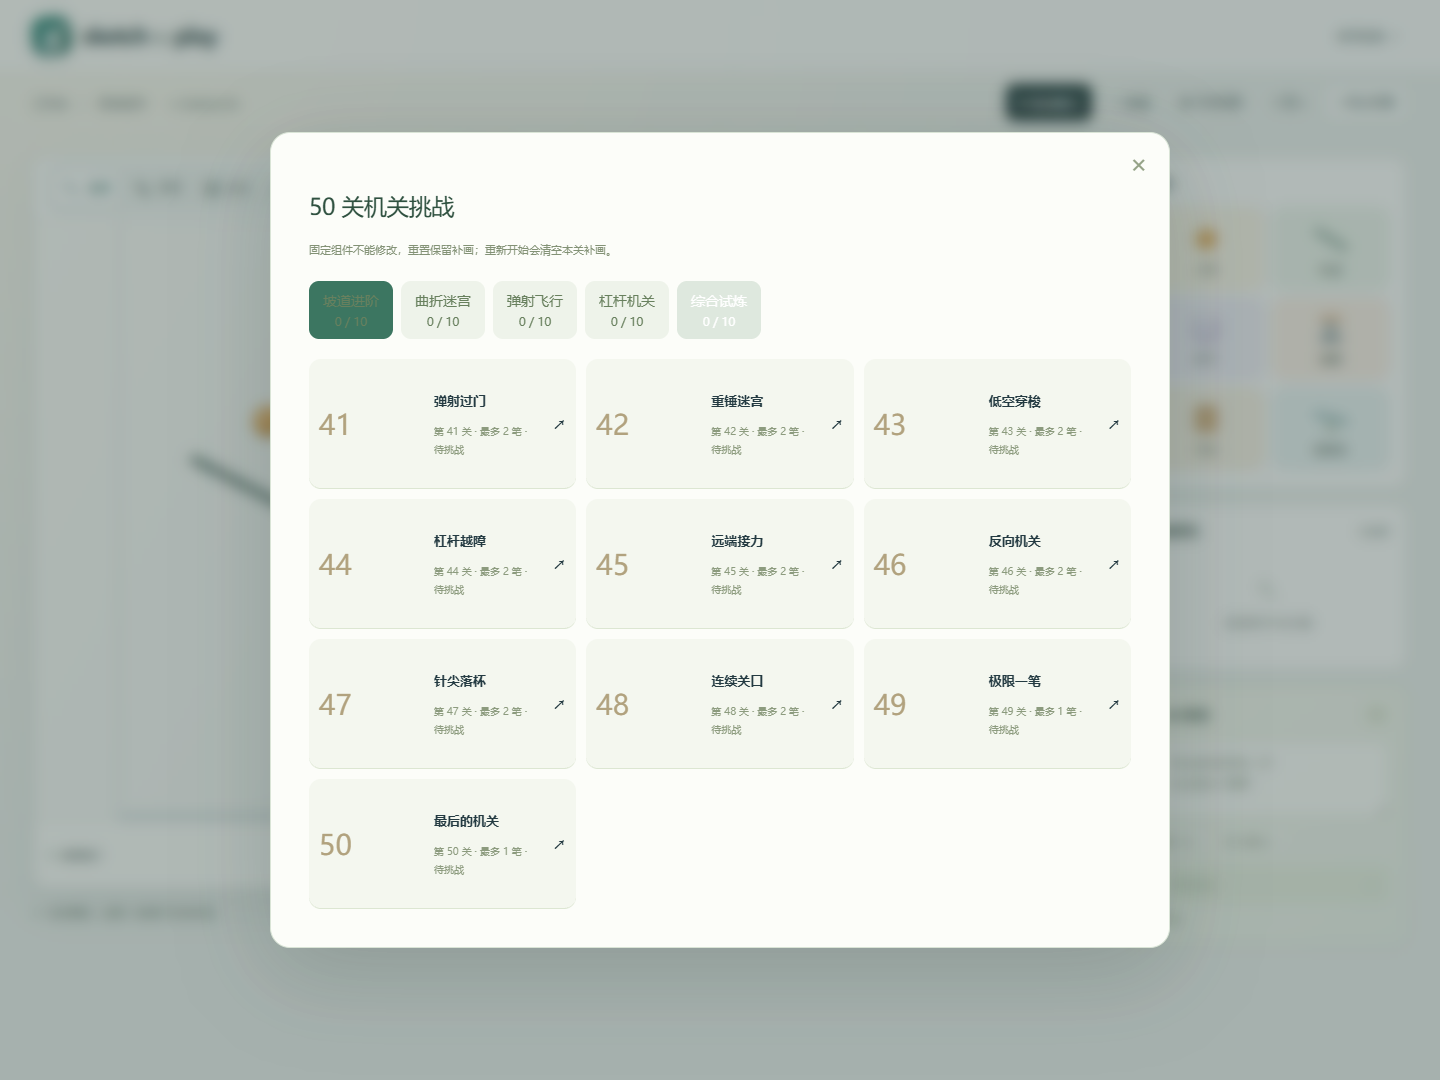 ×
50 关机关挑战
固定组件不能修改，重置保留补画；重新开始会清空本关补画。
坡道进阶
0 / 10
曲折迷宫
0 / 10
弹射飞行
0 / 10
杠杆机关
0 / 10
综合试炼
0 / 10
41
弹射过门
第 41 关 · 最多 2 笔 ·
待挑战
↗
42
重锤迷宫
第 42 关 · 最多 2 笔 ·
待挑战
↗
43
低空穿梭
第 43 关 · 最多 2 笔 ·
待挑战
↗
44
杠杆越障
第 44 关 · 最多 2 笔 ·
待挑战
↗
45
远端接力
第 45 关 · 最多 2 笔 ·
待挑战
↗
46
反向机关
第 46 关 · 最多 2 笔 ·
待挑战
↗
47
针尖落杯
第 47 关 · 最多 2 笔 ·
待挑战
↗
48
连续关口
第 48 关 · 最多 2 笔 ·
待挑战
↗
49
极限一笔
第 49 关 · 最多 1 笔 ·
待挑战
↗
50
最后的机关
第 50 关 · 最多 1 笔 ·
待挑战
↗